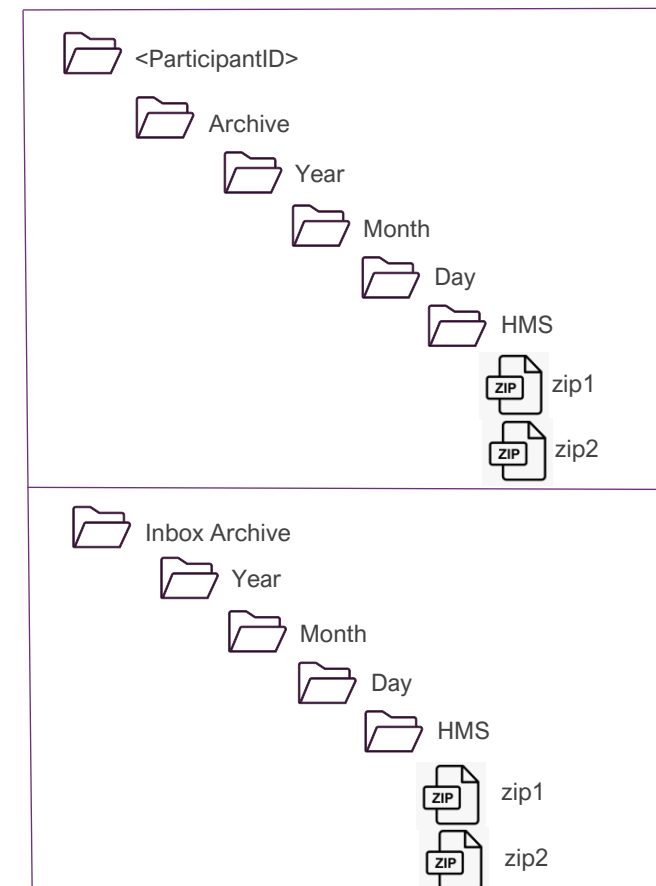 <ParticipantID>
Archive
Year
Month
Day
HMS
ZIP zip1
ZIP zip2
Inbox Archive
Year
Month
Day
HMS
ZIP zip1
ZIP zip2